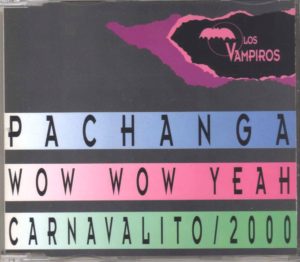 LOS
VAMPIROS
PACHANGA
WOW WOW YEAH
CARNAVALITO/2000